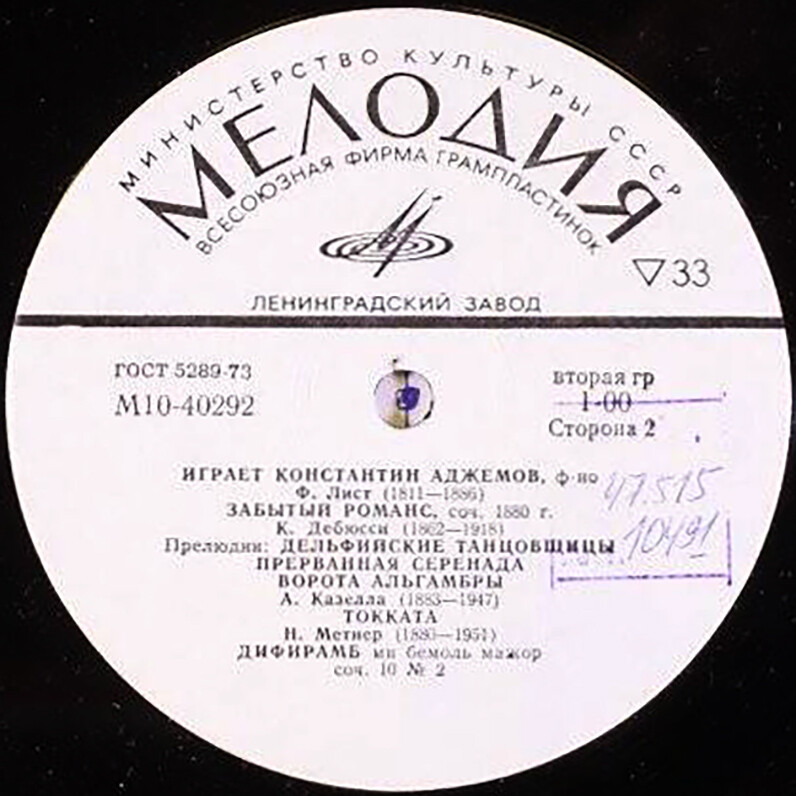 МИНИСТЕРСТВО КУЛЬТУРЫ СССР
МЕЛОДИЯ
ВСЕСОЮЗНАЯ ФИРМА ГРАМПЛАСТИНОК
▽33
ЛЕНИНГРАДСКИЙ ЗАВОД
ГОСТ 5289-73
М10-40292
вторая гр
1-00
Сторона 2
ИГРАЕТ КОНСТАНТИН АДЖЕМОВ, ф-но
Ф. Лист (1811—1886)
ЗАБЫТЫЙ РОМАНС, соч. 1880 г.
К. Дебюсси (1862—1918)
Прелюдии: ДЕЛЬФИЙСКИЕ ТАНЦОВЩИЦЫ
ПРЕРВАННАЯ СЕРЕНАДА
ВОРОТА АЛЬГАМБРЫ
А. Казелла (1883—1947)
ТОККАТА
Н. Метнер (1880—1951)
ДИФИРАМБ ми бемоль мажор
соч. 10 № 2
47.515
10491